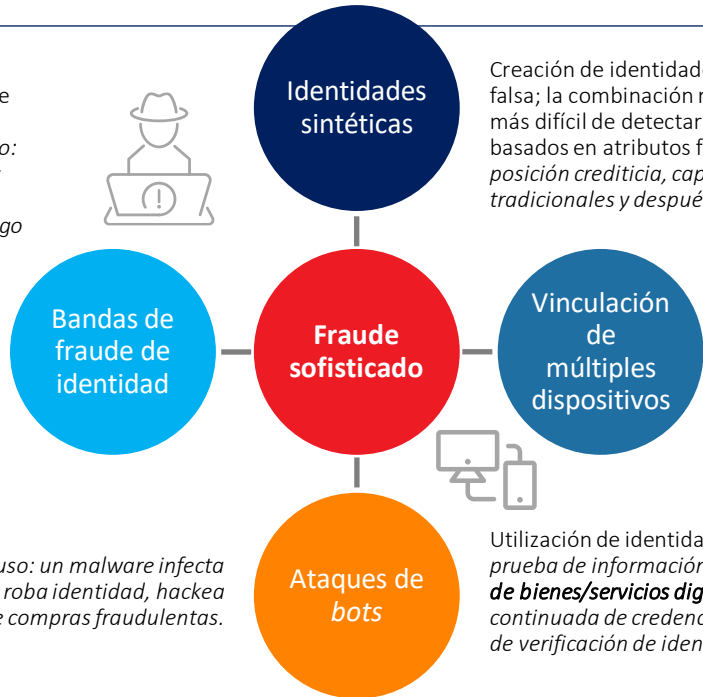 Identidades
sintéticas
e
o:
go
Creación de identidade
falsa; la combinación
más difícil de detectar
basados en atributos f
posición crediticia, cap
tradicionales y despué
Bandas de
fraude de
identidad
Fraude
sofisticado
Vinculación
de
múltiples
dispositivos
uso: un malware infecta
roba identidad, hackea
e compras fraudulentas.
Ataques de
bots
Utilización de identida
prueba de información
de bienes/servicios dig
continuada de credenc
de verificación de iden